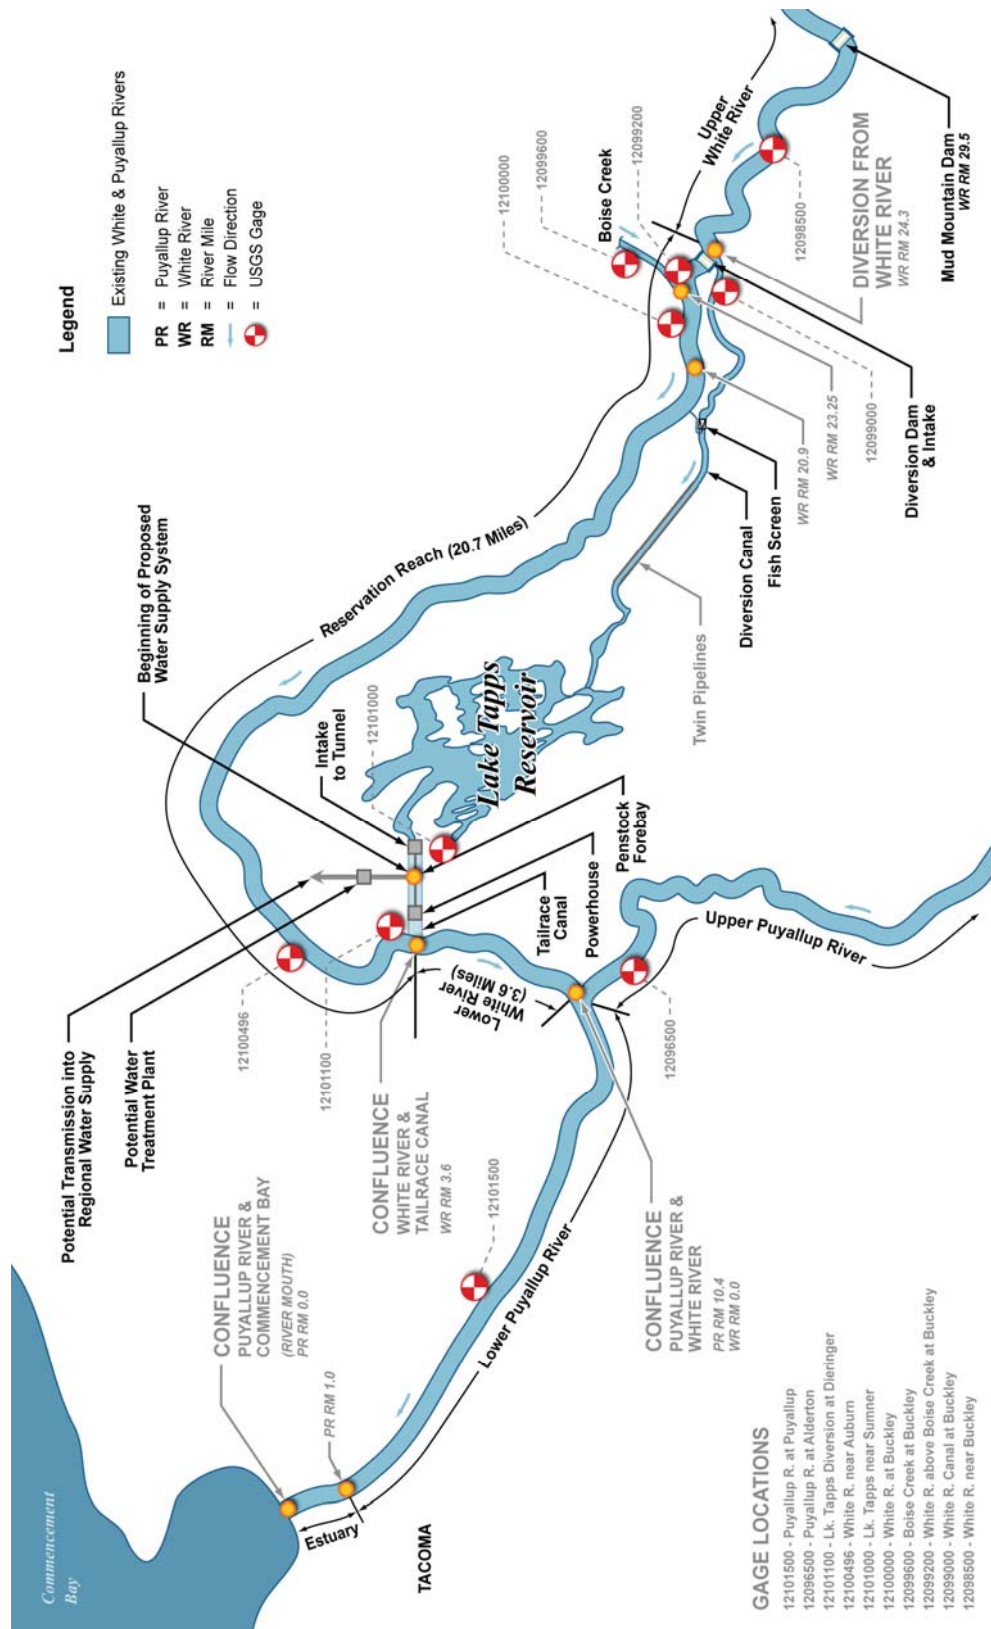 Commencement
Bay
Legend
Existing White & Puyallup Rivers
PR = Puyallup River
WR = White River
RM = River Mile
= Flow Direction
= USGS Gage
Potential Transmission into
Regional Water Supply
Potential Water
Treatment Plant
Beginning of Proposed
Water Supply System
CONFLUENCE
PUYALLUP RIVER &
COMMENCEMENT BAY
(RIVER MOUTH)
PR RM 0.0
PR RM 1.0
Estuary
TACOMA
12100496
12101100
CONFLUENCE
WHITE RIVER &
TAILRACE CANAL
WR RM 3.6
12101500
Lower Puyallup River
Lower
White River
(3.6 Miles)
Intake
to Tunnel
12101000
Reservation Reach (20.7 Miles)
Lake Tapps
Reservoir
12100000
12099600
12099200
Boise Creek
Upper
White River
Tailrace
Canal
Powerhouse
Penstock
Forebay
12096500
Upper Puyallup River
CONFLUENCE
PUYALLUP RIVER &
WHITE RIVER
PR RM 10.4
WR RM 0.0
Twin Pipelines
Diversion Canal
Fish Screen
WR RM 20.9
WR RM 23.25
12099000
Diversion Dam
& Intake
12098500
DIVERSION FROM
WHITE RIVER
WR RM 24.3
Mud Mountain Dam
WR RM 29.5
GAGE LOCATIONS
12101500 - Puyallup R. at Puyallup
12096500 - Puyallup R. at Alderton
12101100 - Lk. Tapps Diversion at Dieringer
12100496 - White R. near Auburn
12101000 - Lk. Tapps near Sumner
12100000 - White R. at Buckley
12099600 - Boise Creek at Buckley
12099200 - White R. above Boise Creek at Buckley
12099000 - White R. Canal at Buckley
12098500 - White R. near Buckley